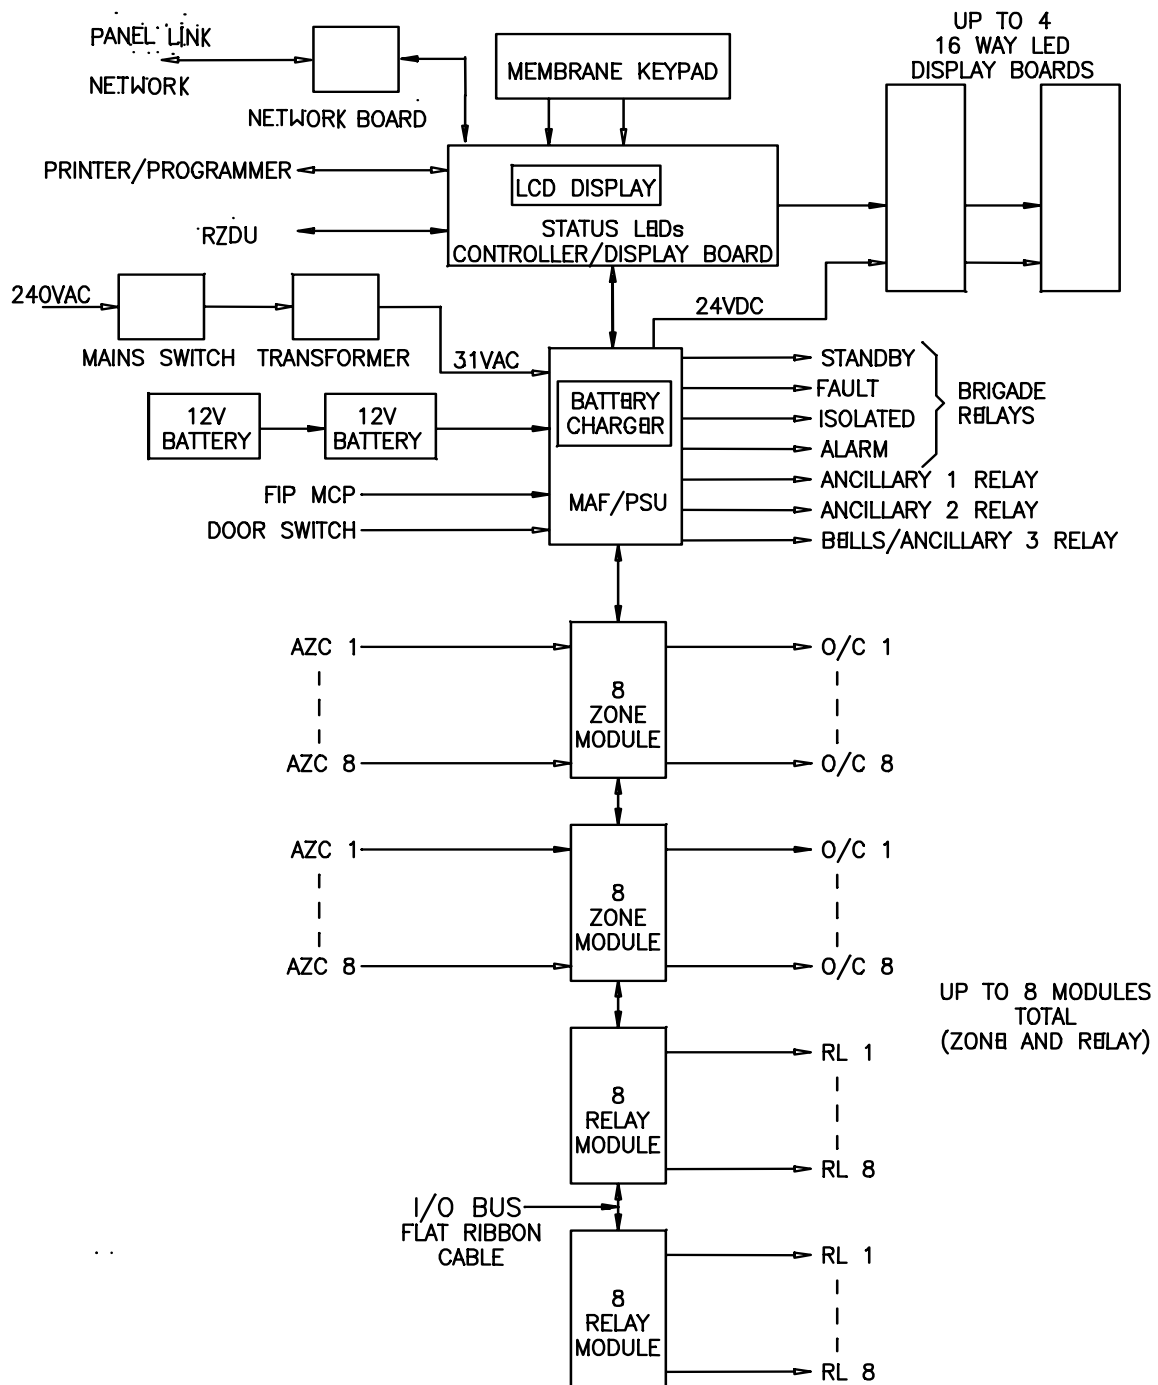 PANEL LINK
NETWORK
NETWORK BOARD
MEMBRANE KEYPAD
UP TO 4
16 WAY LED
DISPLAY BOARDS
PRINTER/PROGRAMMER
LCD DISPLAY
RZDU
STATUS LEDs
CONTROLLER/DISPLAY BOARD
240VAC
MAINS SWITCH
TRANSFORMER
31VAC
24VDC
12V
BATTERY
12V
BATTERY
BATTERY
CHARGER
MAF/PSU
FIP MCP
DOOR SWITCH
STANDBY
FAULT
ISOLATED
ALARM
BRIGADE
RELAYS
ANCILLARY 1 RELAY
ANCILLARY 2 RELAY
BELLS/ANCILLARY 3 RELAY
AZC 1
AZC 8
8
ZONE
MODULE
O/C 1
O/C 8
AZC 1
AZC 8
8
ZONE
MODULE
O/C 1
O/C 8
UP TO 8 MODULES
TOTAL
(ZONE AND RELAY)
8
RELAY
MODULE
RL 1
RL 8
I/O BUS
FLAT RIBBON
CABLE
8
RELAY
MODULE
RL 1
RL 8